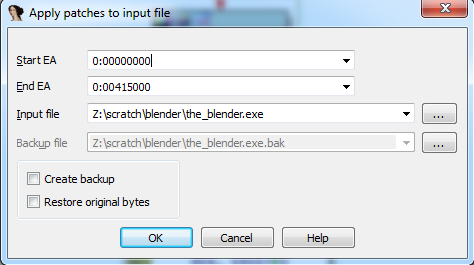 Apply patches to input file
Start EA 0:00000000
End EA 0:00415000
Input file Z:\scratch\blender\the_blender.exe ...
Backup file Z:\scratch\blender\the_blender.exe.bak ...
Create backup
Restore original bytes
OK Cancel Help